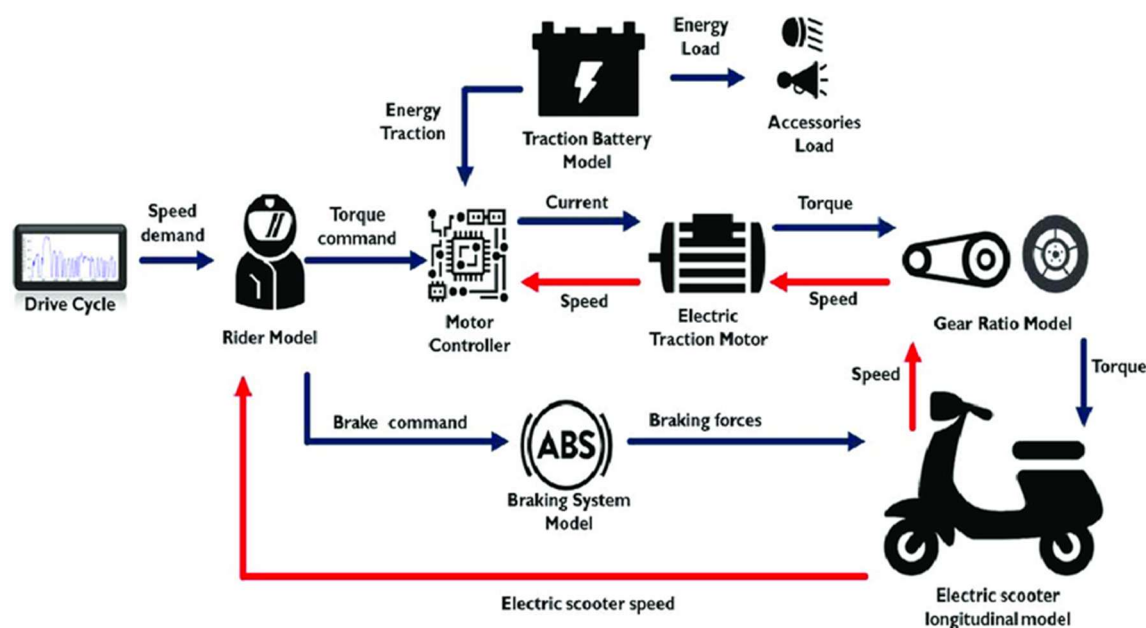 Energy
Load
Energy
Traction
Traction Battery
Model
Accessories
Load
Speed
demand
Torque
command
Current
Torque
Drive Cycle
Rider Model
Motor
Controller
Speed
Electric
Traction Motor
Speed
Gear Ratio Model
Speed
Torque
Brake command
ABS
Braking forces
Braking System
Model
Electric scooter speed
Electric scooter
longitudinal model